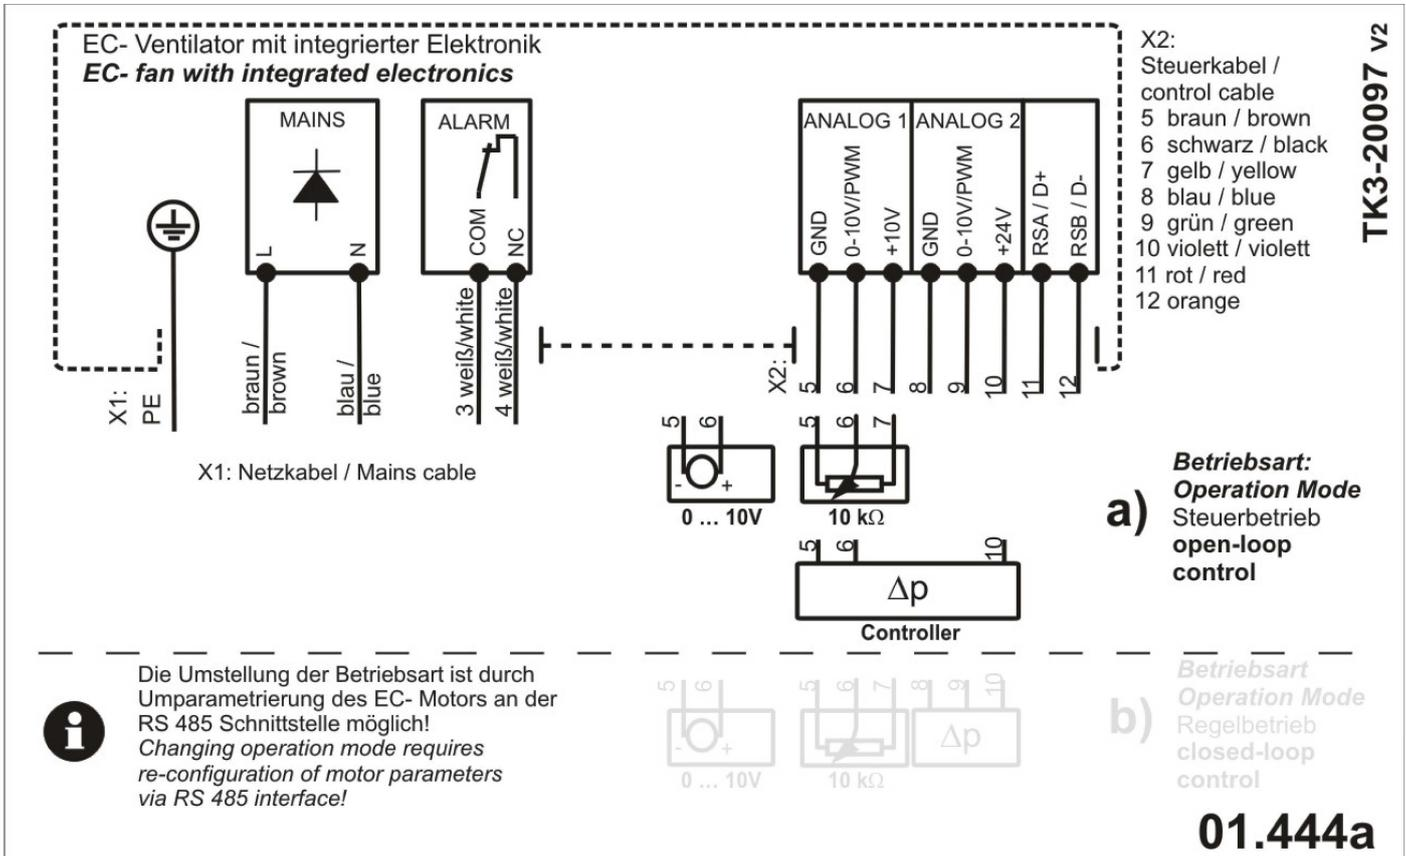 EC- Ventilator mit integrierter Elektronik
EC- fan with integrated electronics
MAINS
L
N
ALARM
COM
NC
ANALOG 1
GND
0-10V/PWM
+10V
ANALOG 2
GND
0-10V/PWM
+24V
RSA / D+
RSB / D-
X2:
Steuerkabel /
control cable
5 braun / brown
6 schwarz / black
7 gelb / yellow
8 blau / blue
9 grün / green
10 violett / violett
11 rot / red
12 orange
TK3-20097 V2
X1:
PE
braun /
brown
blau /
blue
3 weiß/white
4 weiß/white
X2:
5
6
7
8
9
10
11
12
X1: Netzkabel / Mains cable
5
6
- +
0 ... 10V
5
6
7
10 kΩ
5
6
10
Δp
Controller
a)
Betriebsart:
Operation Mode
Steuerbetrieb
open-loop
control
i
Die Umstellung der Betriebsart ist durch
Umparametrierung des EC- Motors an der
RS 485 Schnittstelle möglich!
Changing operation mode requires
re-configuration of motor parameters
via RS 485 interface!
5
6
- +
0 ... 10V
5
6
7
10 kΩ
8
9
10
Δp
b)
Betriebsart
Operation Mode
Regelbetrieb
closed-loop
control
01.444a